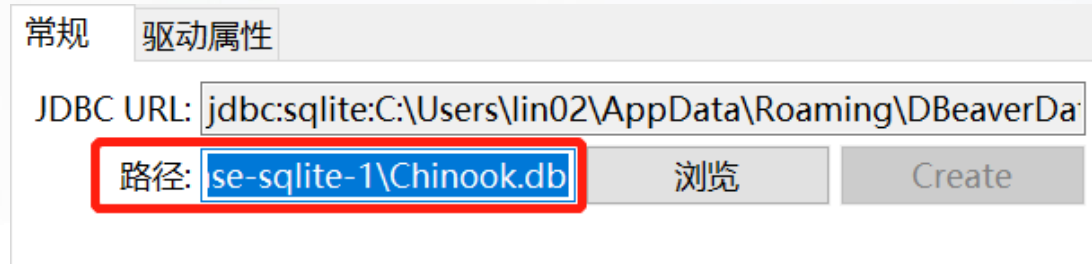 常规 驱动属性
JDBC URL: jdbc:sqlite:C:\Users\lin02\AppData\Roaming\DBeaverDa
路径: se-sqlite-1\Chinook.db 浏览 Create